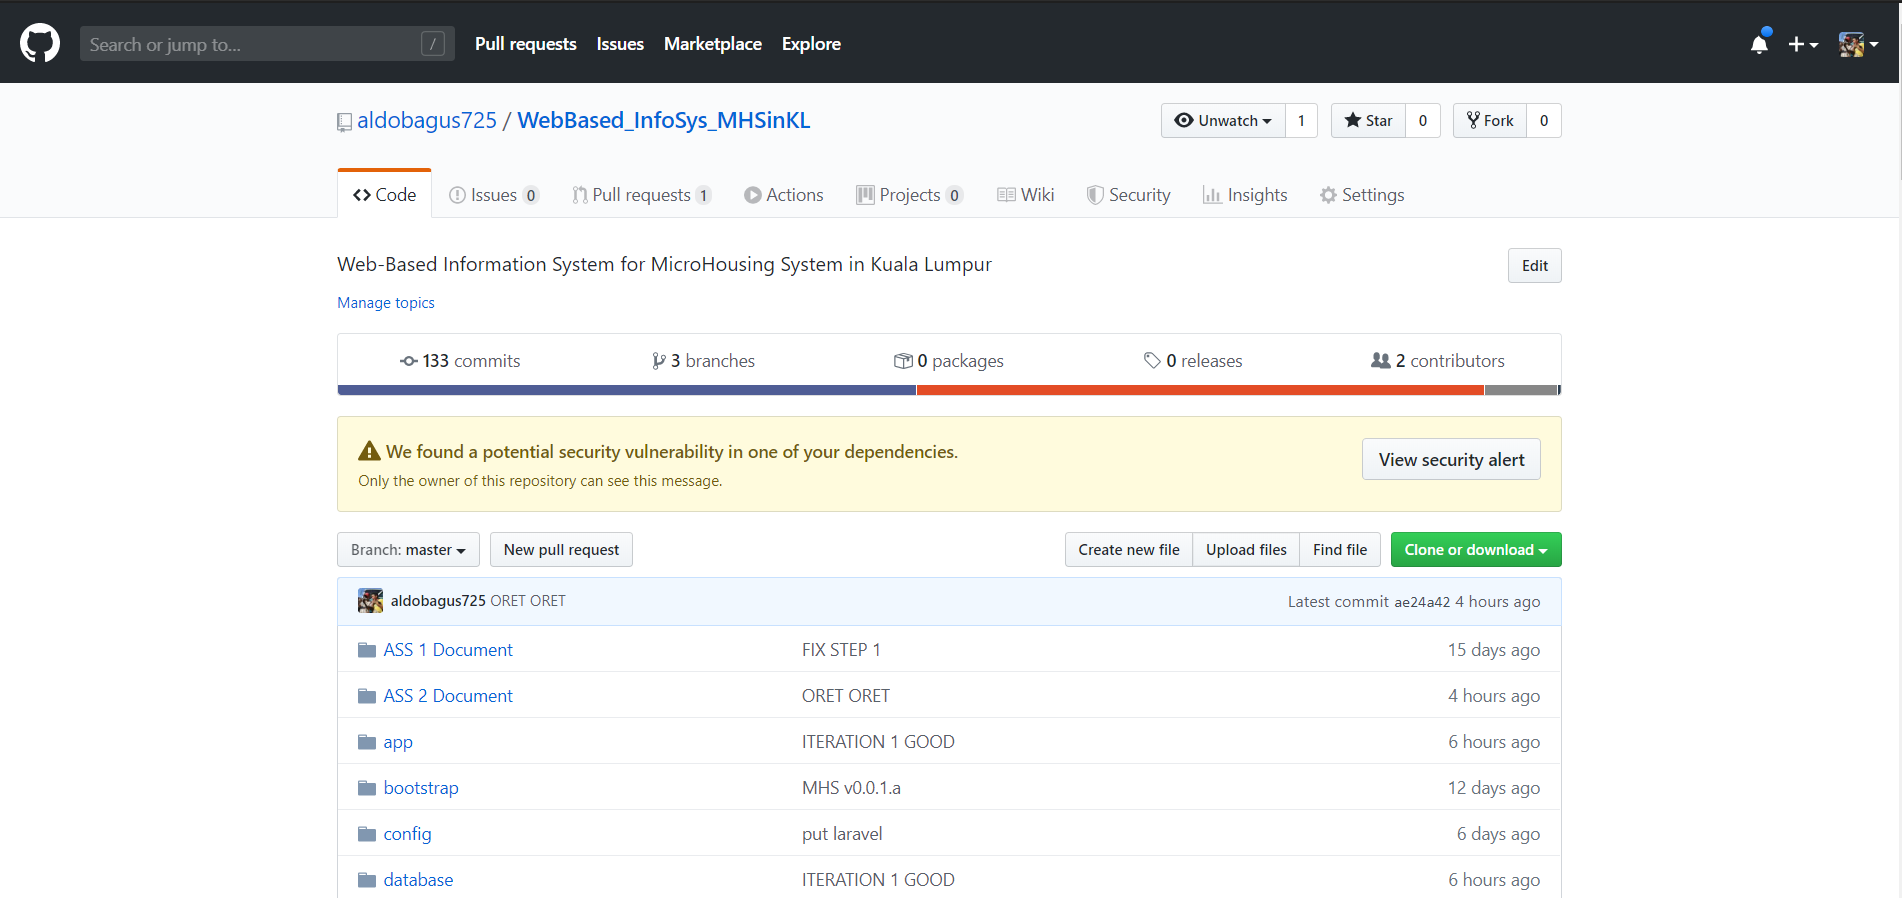 Search or jump to... / Pull requests Issues Marketplace Explore
aldobagus725 / WebBased_InfoSys_MHSinKL Unwatch 1 Star 0 Fork 0
Code Issues 0 Pull requests 1 Actions Projects 0 Wiki Security Insights Settings
Web-Based Information System for MicroHousing System in Kuala Lumpur Edit
Manage topics
133 commits 3 branches 0 packages 0 releases 2 contributors
We found a potential security vulnerability in one of your dependencies.
Only the owner of this repository can see this message.
View security alert
Branch: master New pull request Create new file Upload files Find file Clone or download
aldobagus725 ORET ORET Latest commit ae24a42 4 hours ago
ASS 1 Document FIX STEP 1 15 days ago
ASS 2 Document ORET ORET 4 hours ago
app ITERATION 1 GOOD 6 hours ago
bootstrap MHS v0.0.1.a 12 days ago
config put laravel 6 days ago
database ITERATION 1 GOOD 6 hours ago